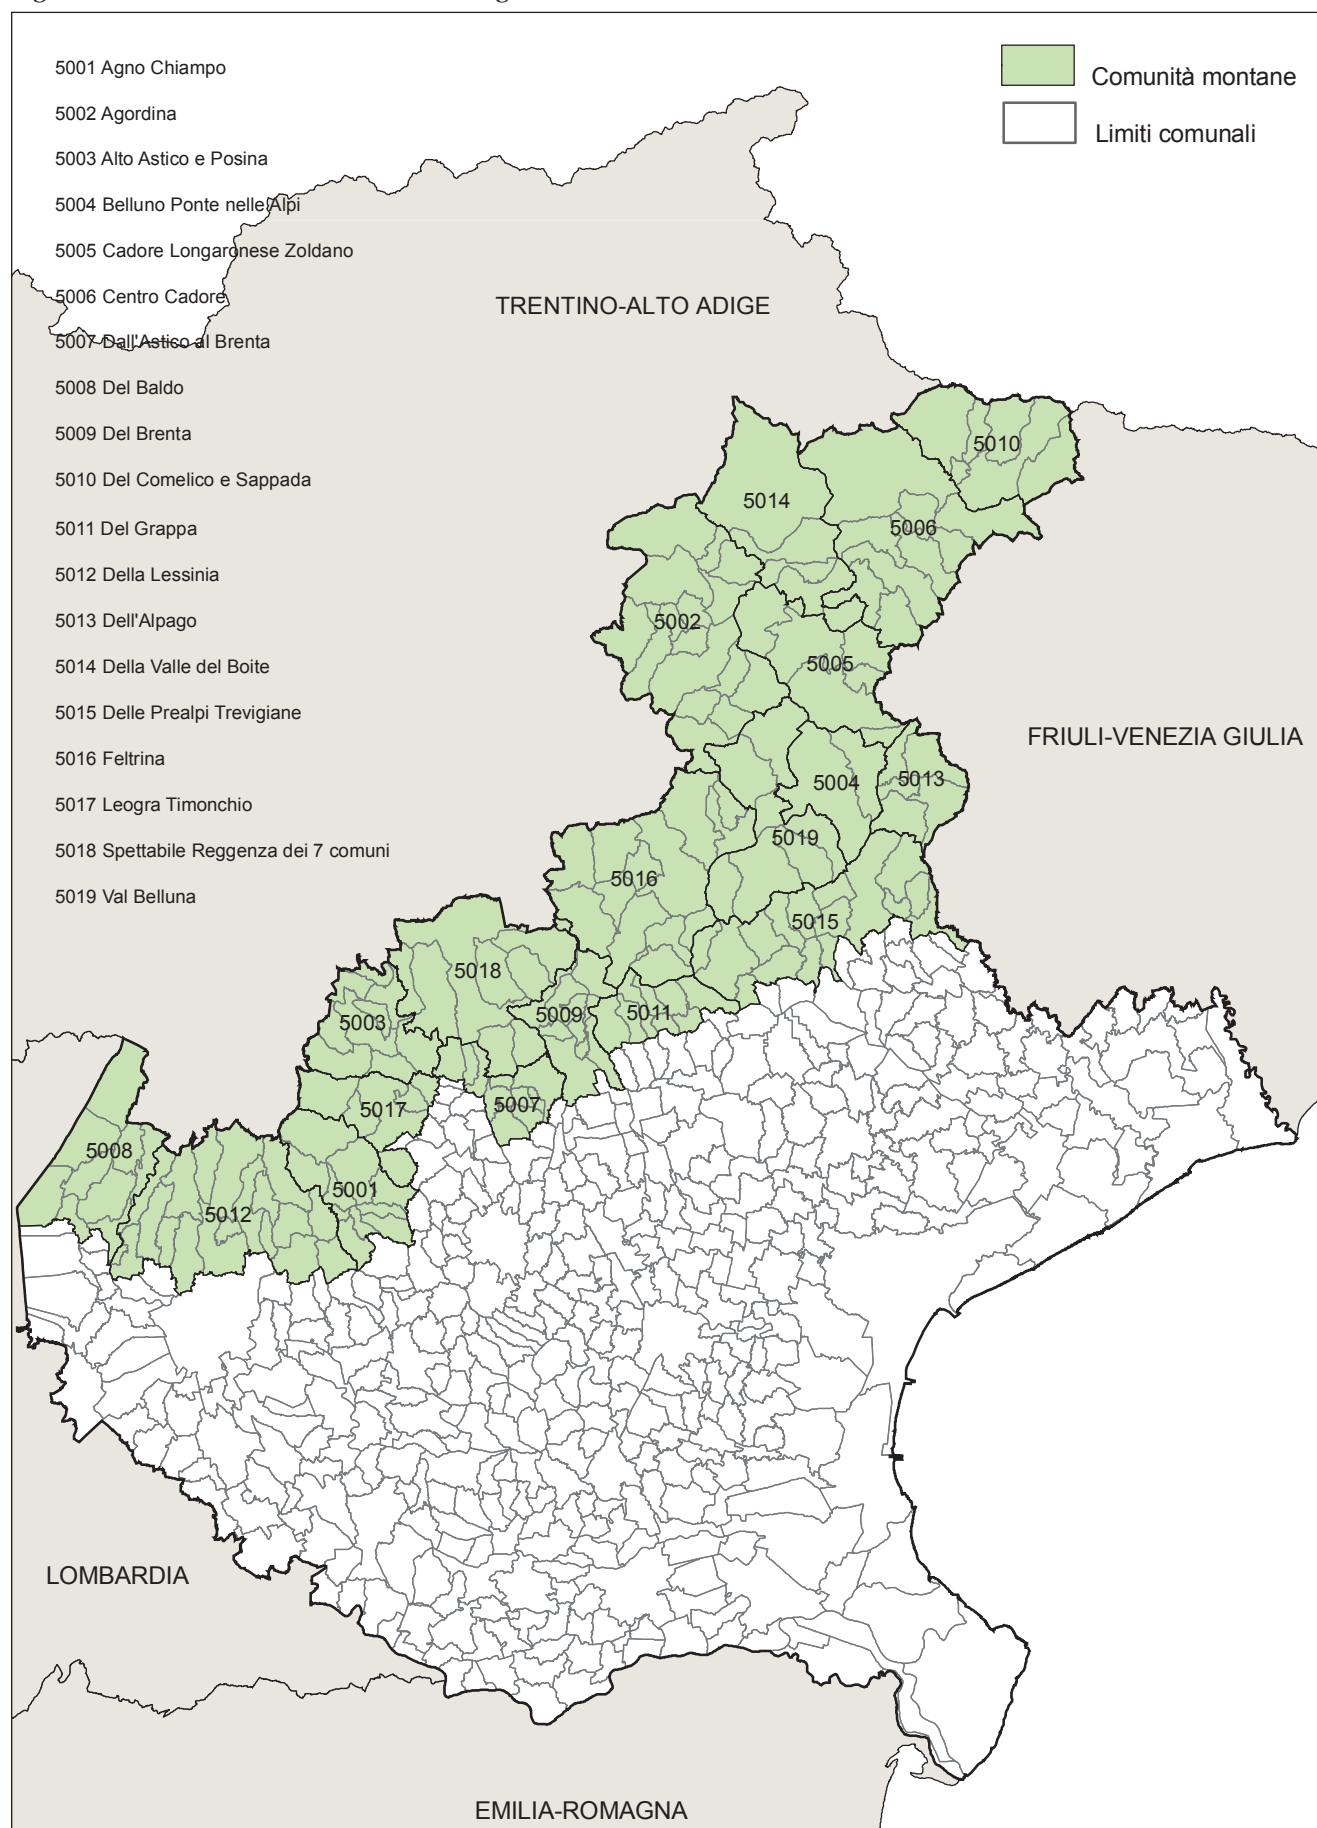 5001 Agno Chiampo
5002 Agordina
5003 Alto Astico e Posina
5004 Belluno Ponte nelle Alpi
5005 Cadore Longaronese Zoldano
5006 Centro Cadore
5007 Dall'Astico al Brenta
5008 Del Baldo
5009 Del Brenta
5010 Del Comelico e Sappada
5011 Del Grappa
5012 Della Lessinia
5013 Dell'Alpago
5014 Della Valle del Boite
5015 Delle Prealpi Trevigiane
5016 Feltrina
5017 Leogra Timonchio
5018 Spettabile Reggenza dei 7 comuni
5019 Val Belluna
Comunità montane
Limiti comunali
TRENTINO-ALTO ADIGE
5010
5014
5006
5002
5005
FRIULI-VENEZIA GIULIA
5004
5013
5019
5016
5015
5018
5003
5009
5011
5017
5007
5008
5001
5012
LOMBARDIA
EMILIA-ROMAGNA